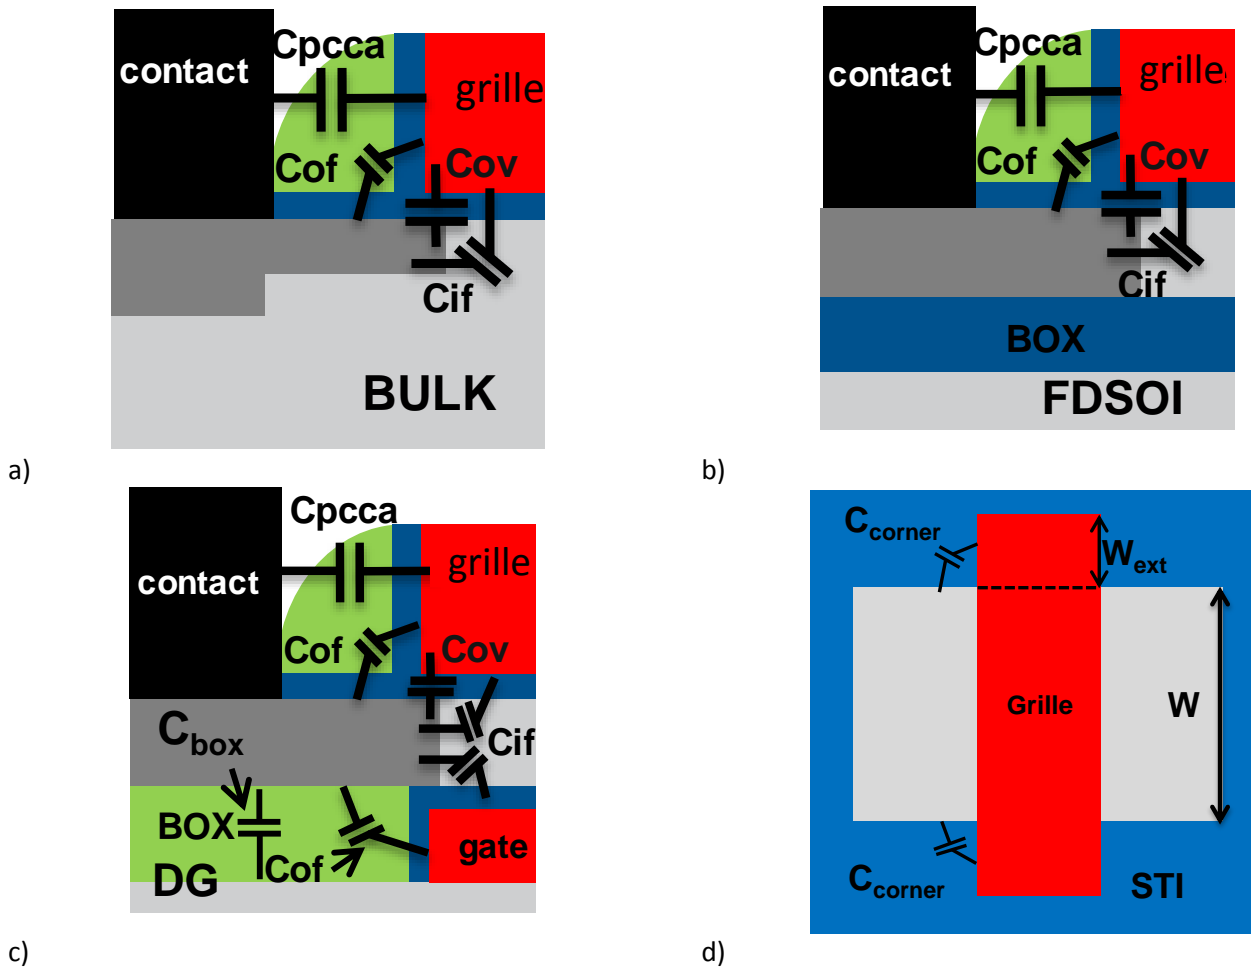 Cpcca
contact
grille
Cof
Cov
Cif
BULK
a)
Cpcca
contact
grille
Cof
Cov
Cif
BOX
FDSOI
b)
Cpcca
contact
grille
Cof
Cov
Cbox
Cif
BOX
Cof
gate
DG
c)
Ccorner
Wext
Grille
W
Ccorner
STI
d)